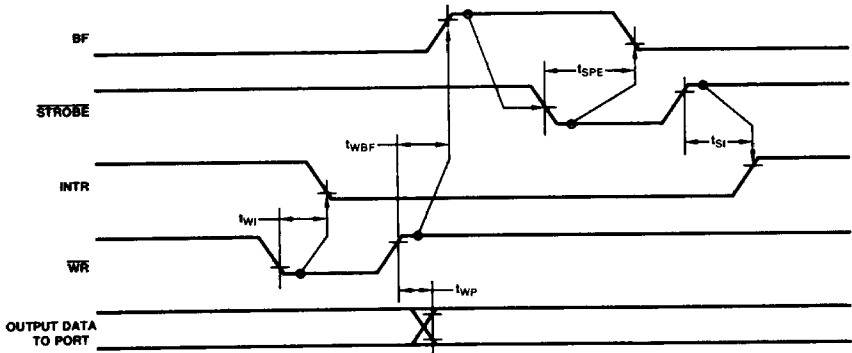 BF
tSPE
STROBE
tWBF
tSI
INTR
tWI
WR
tWP
OUTPUT DATA
TO PORT